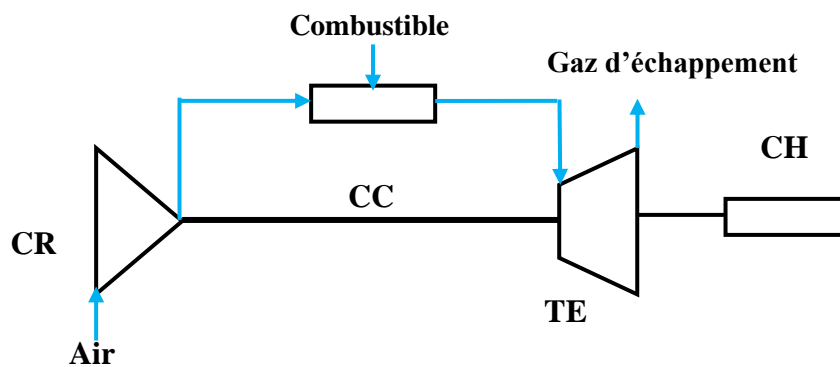 Combustible
Gaz d’échappement
CH
CC
CR
TE
Air